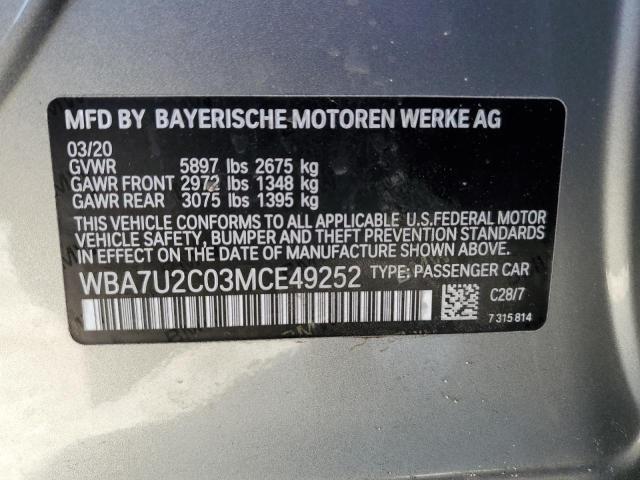 MFD BY BAYERISCHE MOTOREN WERKE AG
03/20
GVWR 5897 lbs 2675 kg
GAWR FRONT 2972 lbs 1348 kg
GAWR REAR 3075 lbs 1395 kg
THIS VEHICLE CONFORMS TO ALL APPLICABLE U.S.FEDERAL MOTOR
VEHICLE SAFETY, BUMPER AND THEFT PREVENTION STANDARDS
IN EFFECT ON THE DATE OF MANUFACTURE SHOWN ABOVE.
WBA7U2C03MCE49252 TYPE: PASSENGER CAR
C28/7
7 315 814